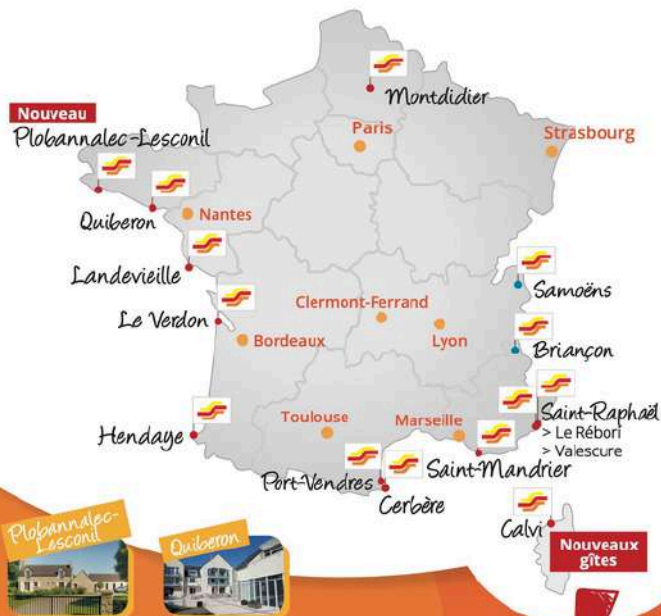 Montdidier
Nouveau
Plobannalec-Lesconil
Paris
Strasbourg
Quiberon
Nantes
Landevieille
Samoëns
Le Verdon
Clermont-Ferrand
Lyon
Bordeaux
Briançon
Hendaye
Toulouse
Marseille
Saint-Raphaël
> Le Rébori
> Valescure
Port-Vendres
Saint-Mandrier
Cerbère
Calvi
Nouveaux
gîtes
Plobannalec-
Lesconil
Quiberon